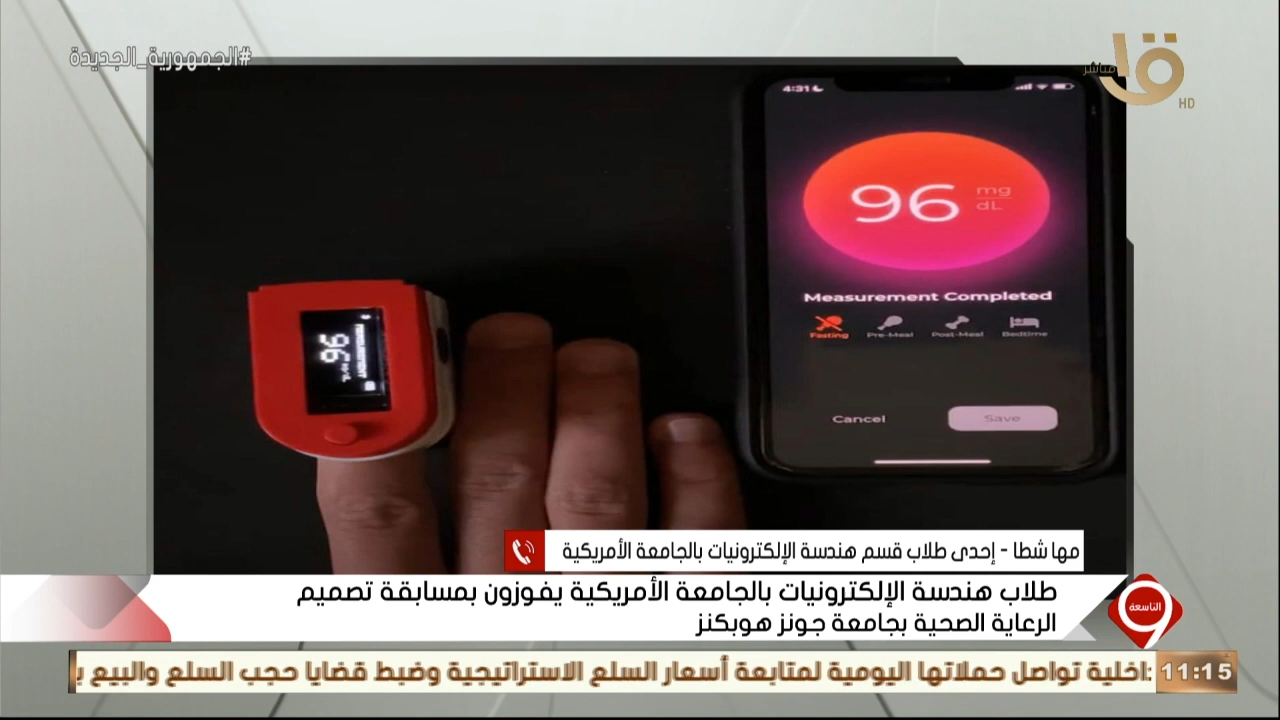 #الجمهورية_الجديدة
مباشر
HD
4:31
96 mg
dL
Measurement Completed
Fasting Pre-Meal Post-Meal Bedtime
Cancel Save
96
مها شطا - إحدى طلاب قسم هندسة الإلكترونيات بالجامعة الأمريكية
طلاب هندسة الإلكترونيات بالجامعة الأمريكية يفوزون بمسابقة تصميم
الرعاية الصحية بجامعة جونز هوبكنز
التاسعة
9
11:15 :اخلية تواصل حملاتها اليومية لمتابعة أسعار السلع الاستراتيجية وضبط قضايا حجب السلع والبيع ب